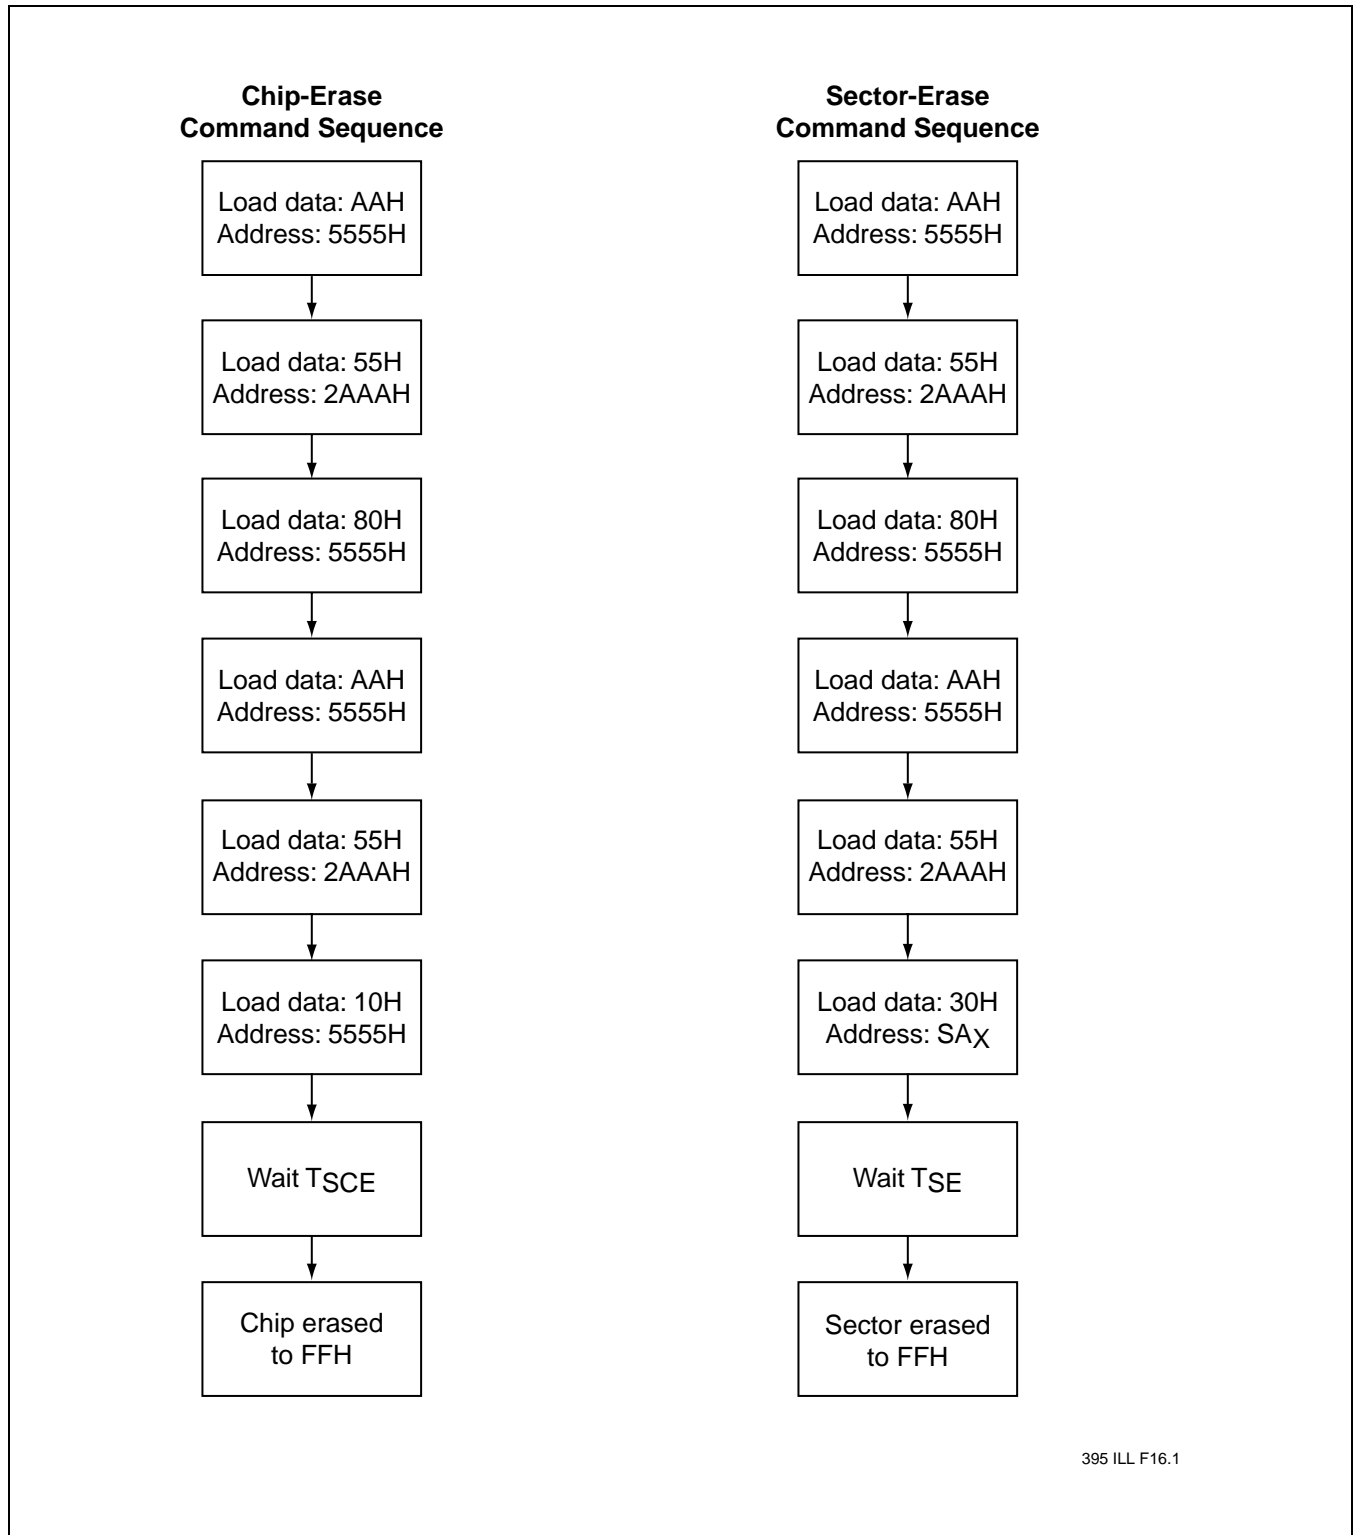 Chip-Erase
Command Sequence
Load data: AAH
Address: 5555H
Load data: 55H
Address: 2AAAH
Load data: 80H
Address: 5555H
Load data: AAH
Address: 5555H
Load data: 55H
Address: 2AAAH
Load data: 10H
Address: 5555H
Wait TSCE
Chip erased
to FFH
Sector-Erase
Command Sequence
Load data: AAH
Address: 5555H
Load data: 55H
Address: 2AAAH
Load data: 80H
Address: 5555H
Load data: AAH
Address: 5555H
Load data: 55H
Address: 2AAAH
Load data: 30H
Address: SAX
Wait TSE
Sector erased
to FFH
395 ILL F16.1